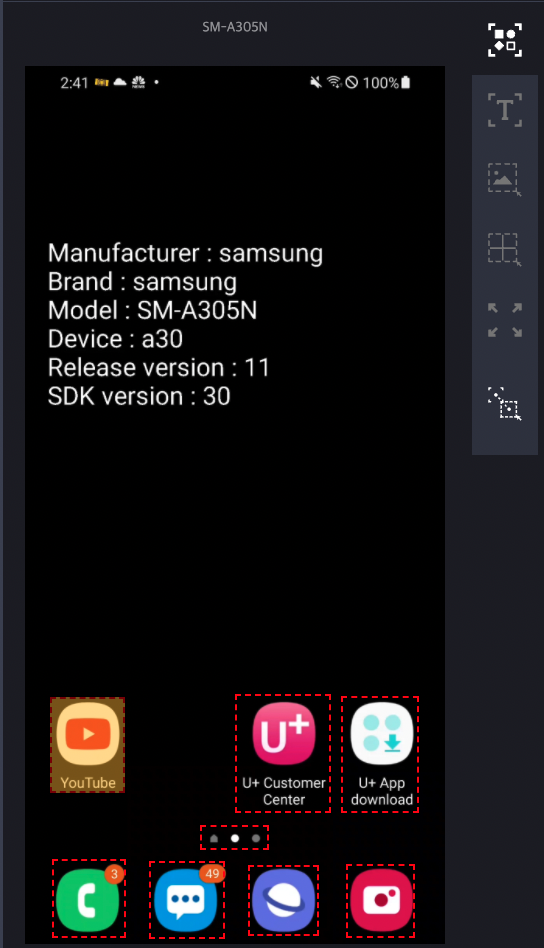 SM-A305N
2:41 NEWS 100%
Manufacturer : samsung
Brand : samsung
Model : SM-A305N
Device : a30
Release version : 11
SDK version : 30
T
U+
YouTube
U+ Customer
Center
U+ App
download
3
49